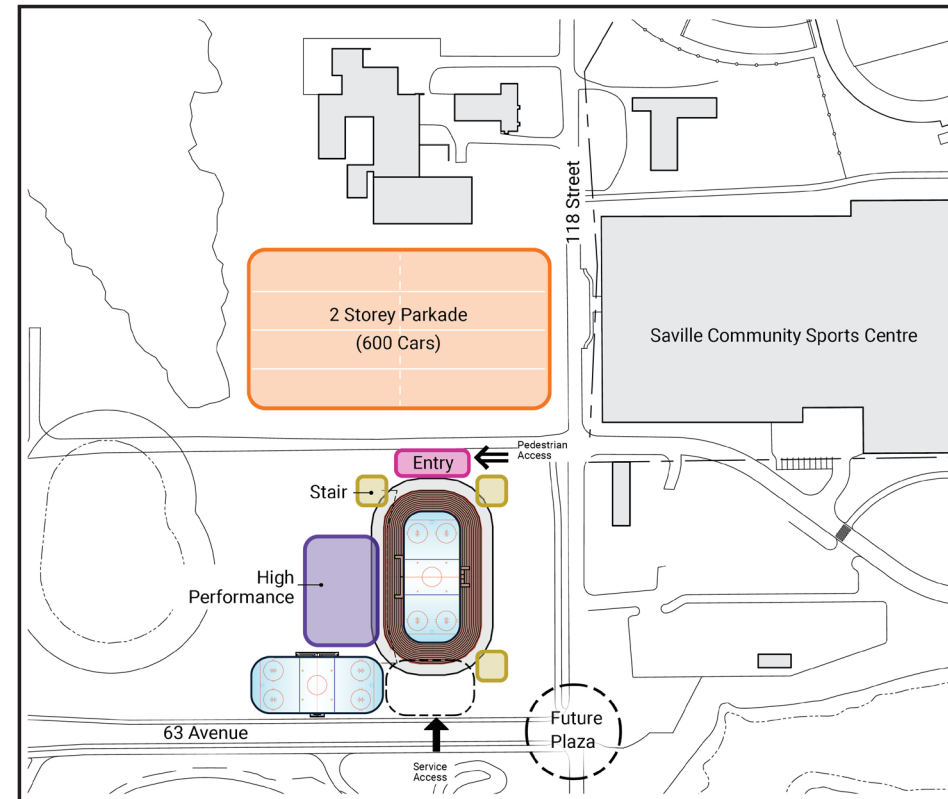 118 Street
2 Storey Parkade
(600 Cars)
Saville Community Sports Centre
Pedestrian
Access
Entry
Stair
High
Performance
Future
Plaza
63 Avenue
Service
Access